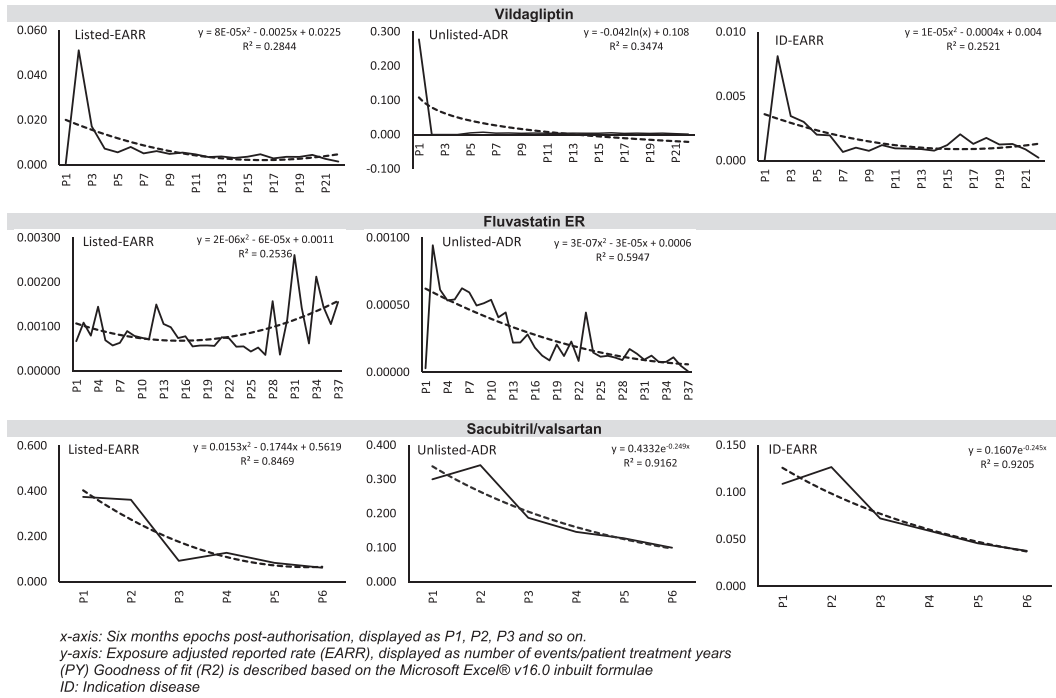 Vildagliptin
Listed-EARR
y = 8E-05x² - 0.0025x + 0.0225
R² = 0.2844
0.060
0.040
0.020
0.000
P1 P3 P5 P7 P9 P11 P13 P15 P17 P19 P21
Unlisted-ADR
y = -0.042ln(x) + 0.108
R² = 0.3474
0.300
0.200
0.100
0.000
-0.100
P1 P3 P5 P7 P9 P11 P13 P15 P17 P19 P21
ID-EARR
y = 1E-05x² - 0.0004x + 0.004
R² = 0.2521
0.010
0.005
0.000
P1 P3 P5 P7 P9 P11 P13 P15 P17 P19 P21
Fluvastatin ER
Listed-EARR
y = 2E-06x² - 6E-05x + 0.0011
R² = 0.2536
0.00300
0.00200
0.00100
0.00000
P1 P4 P7 P10 P13 P16 P19 P22 P25 P28 P31 P34 P37
Unlisted-ADR
y = 3E-07x² - 3E-05x + 0.0006
R² = 0.5947
0.00100
0.00050
0.00000
P1 P4 P7 P10 P13 P16 P19 P22 P25 P28 P31 P34 P37
Sacubitril/valsartan
Listed-EARR
y = 0.0153x² - 0.1744x + 0.5619
R² = 0.8469
0.600
0.400
0.200
0.000
P1 P2 P3 P4 P5 P6
Unlisted-ADR
y = 0.4332e-0.249x
R² = 0.9162
0.400
0.300
0.200
0.100
0.000
P1 P2 P3 P4 P5 P6
ID-EARR
y = 0.1607e-0.245x
R² = 0.9205
0.150
0.100
0.050
0.000
P1 P2 P3 P4 P5 P6
x-axis: Six months epochs post-authorisation, displayed as P1, P2, P3 and so on.
y-axis: Exposure adjusted reported rate (EARR), displayed as number of events/patient treatment years
(PY) Goodness of fit (R2) is described based on the Microsoft Excel® v16.0 inbuilt formulae
ID: Indication disease